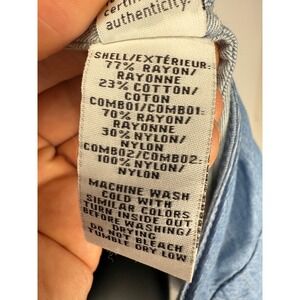 authenticity.
SHELL/EXTÉRIEUR:
77% RAYON/
RAYONNE
23% COTTON/
COTON
COMBO1/COMBO1:
70% RAYON/
RAYONNE
30% NYLON/
NYLON
COMBO2/COMBO2:
100% NYLON/
NYLON
MACHINE WASH
COLD WITH
SIMILAR COLORS
TURN INSIDE OUT
BEFORE WASHING/
DRYING
DO NOT BLEACH
TUMBLE DRY LOW